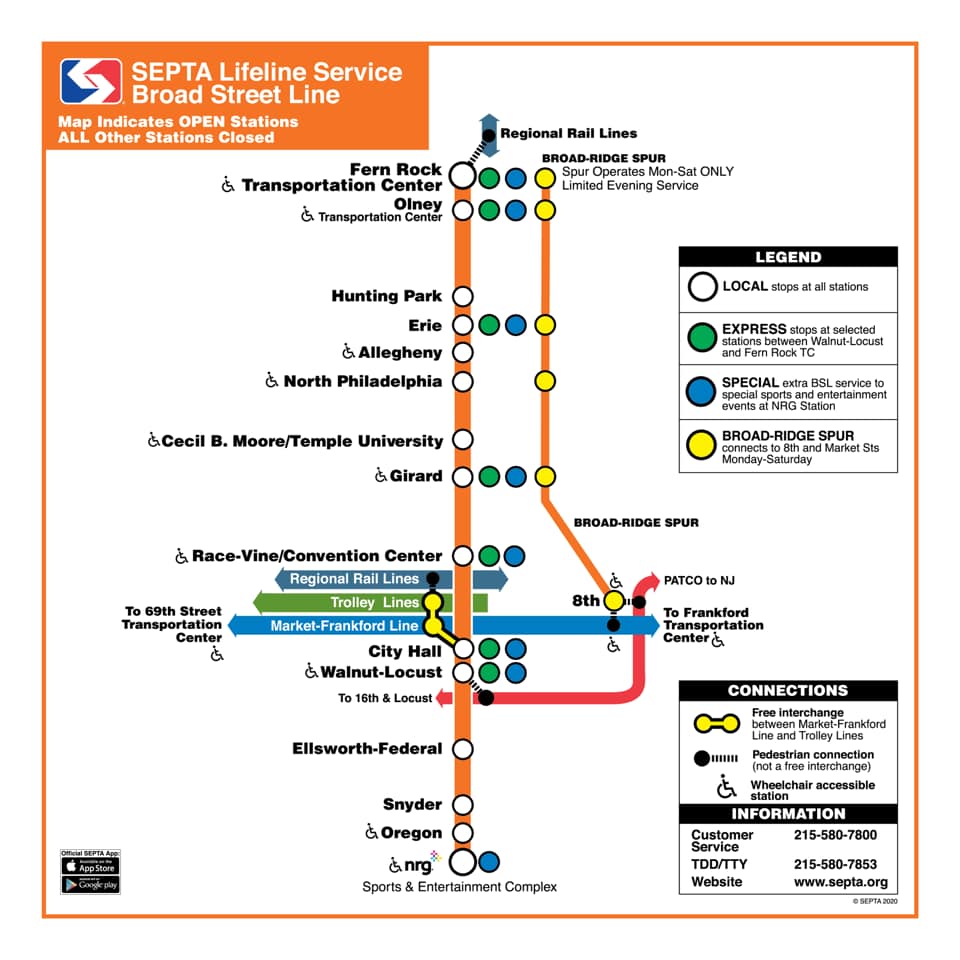 SEPTA Lifeline Service
Broad Street Line
Map Indicates OPEN Stations
ALL Other Stations Closed
Regional Rail Lines
BROAD-RIDGE SPUR
Spur Operates Mon-Sat ONLY
Limited Evening Service
Fern Rock
Transportation Center
Olney
Transportation Center
Hunting Park
Erie
Allegheny
North Philadelphia
Cecil B. Moore/Temple University
Girard
BROAD-RIDGE SPUR
Race-Vine/Convention Center
Regional Rail Lines
Trolley Lines
Market-Frankford Line
To 69th Street
Transportation
Center
8th
PATCO to NJ
To Frankford
Transportation
Center
City Hall
Walnut-Locust
To 16th & Locust
Ellsworth-Federal
Snyder
Oregon
nrg
Sports & Entertainment Complex
LEGEND
LOCAL stops at all stations
EXPRESS stops at selected
stations between Walnut-Locust
and Fern Rock TC
SPECIAL extra BSL service to
special sports and entertainment
events at NRG Station
BROAD-RIDGE SPUR
connects to 8th and Market Sts
Monday-Saturday
CONNECTIONS
Free interchange
between Market-Frankford
Line and Trolley Lines
Pedestrian connection
(not a free interchange)
Wheelchair accessible
station
INFORMATION
Customer Service 215-580-7800
TDD/TTY 215-580-7853
Website www.septa.org
© SEPTA 2020
Official SEPTA App:
Available on the
App Store
Google play